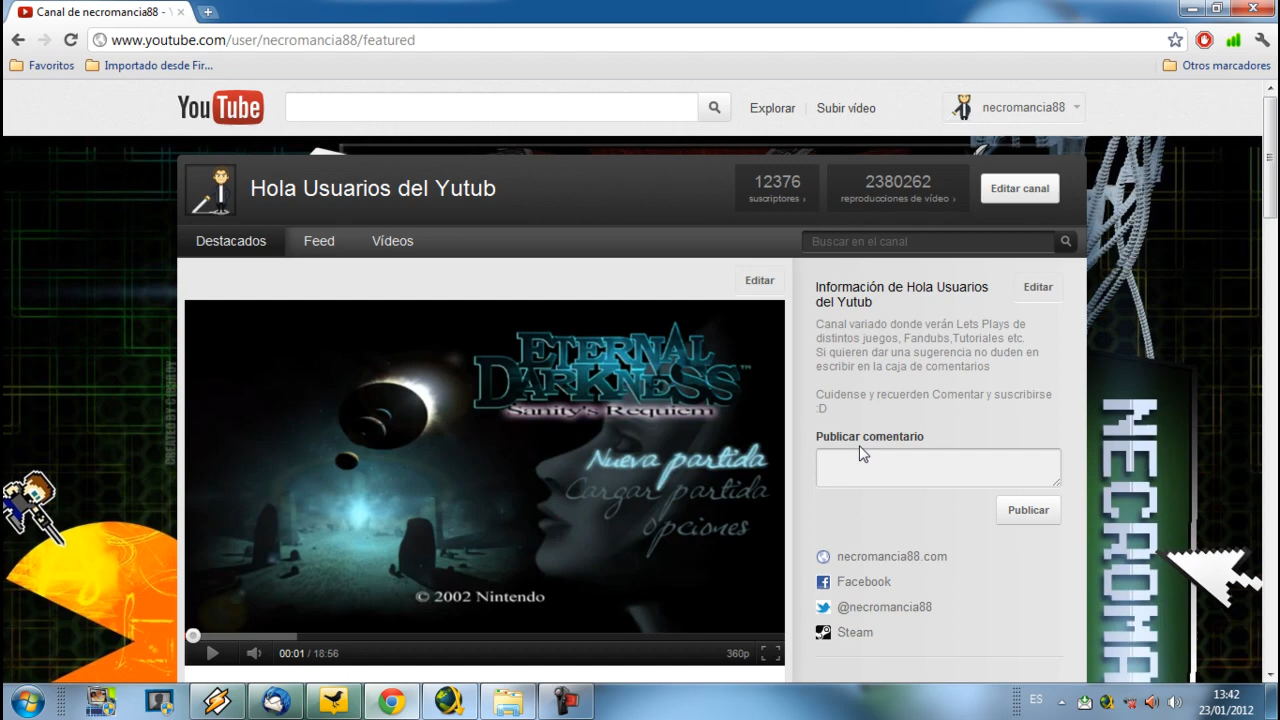 Canal de necromancia88 - Y
www.youtube.com/user/necromancia88/featured
Favoritos
Importado desde Fir...
Otros marcadores
YouTube
Explorar
Subir vídeo
necromancia88
Hola Usuarios del Yutub
12376
suscriptores ›
2380262
reproducciones de vídeo ›
Editar canal
Destacados
Feed
Vídeos
Buscar en el canal
Editar
ETERNAL
DARKNESS
Sanity's Requiem
Nueva partida
Cargar partida
Opciones
© 2002 Nintendo
00:01 / 18:56
360p
Información de Hola Usuarios
del Yutub
Editar
Canal variado donde verán Lets Plays de
distintos juegos, Fandubs,Tutoriales etc.
Si quieren dar una sugerencia no duden en
escribir en la caja de comentarios
Cuidense y recuerden Comentar y suscribirse
:D
Publicar comentario
Publicar
necromancia88.com
Facebook
@necromancia88
Steam
CREATED BY
NECROMA
ES
13:42
23/01/2012